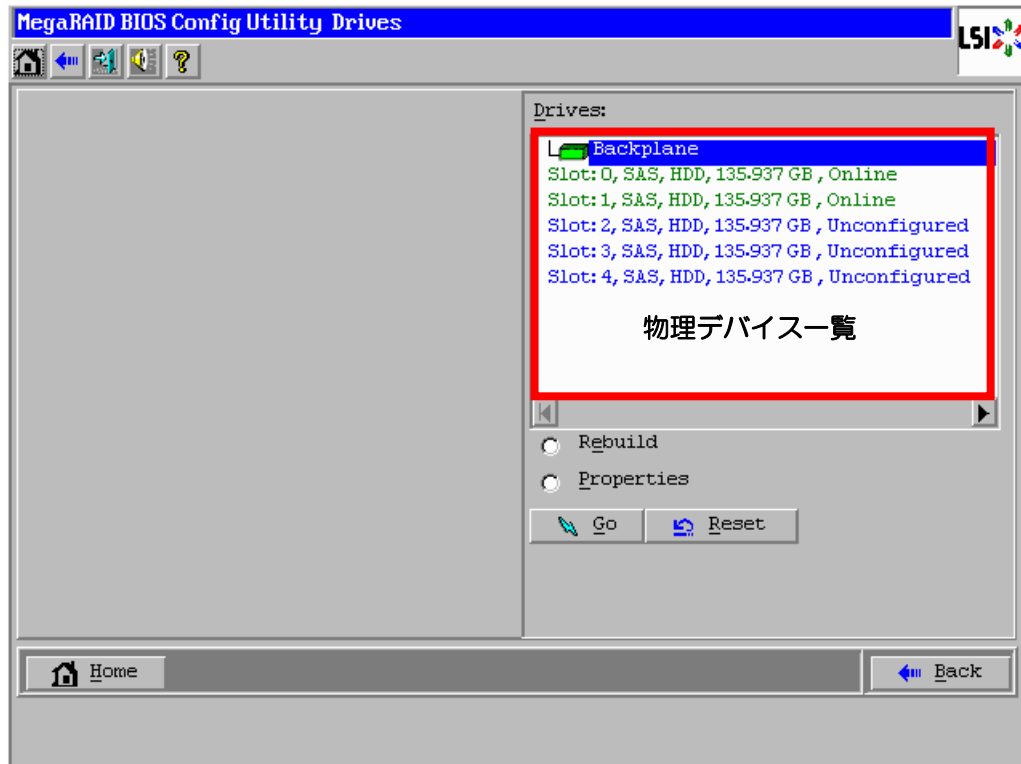 MegaRAID BIOS Config Utility Drives
LSI
Drives:
Backplane
Slot: 0, SAS, HDD, 135.937 GB, Online
Slot: 1, SAS, HDD, 135.937 GB, Online
Slot: 2, SAS, HDD, 135.937 GB, Unconfigured
Slot: 3, SAS, HDD, 135.937 GB, Unconfigured
Slot: 4, SAS, HDD, 135.937 GB, Unconfigured
物理デバイス一覧
Rebuild
Properties
Go
Reset
Home
Back